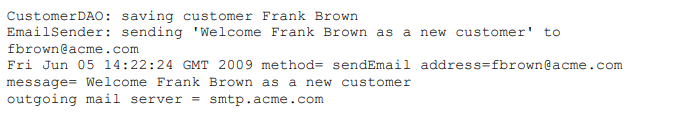 CustomerDAO: saving customer Frank Brown
EmailSender: sending 'Welcome Frank Brown as a new customer' to
fbrown@acme.com
Fri Jun 05 14:22:24 GMT 2009 method= sendEmail address=fbrown@acme.com
message= Welcome Frank Brown as a new customer
outgoing mail server = smtp.acme.com